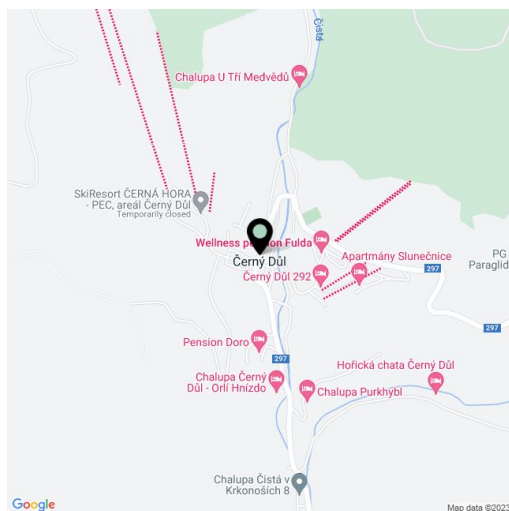 Čistá
Chalupa U Tří Medvědů
SkiResort ČERNÁ HORA
- PEC, areál Černý Důl
Temporarily closed
Wellness penzion Fulda
Černý Důl
Apartmány Slunečnice
PG
Paraglid
Černý Důl 292
297
297
Pension Doro
297
Hořická chata Černý Důl
Chalupa Černý
Důl - Orlí Hnízdo
Chalupa Purkhýbl
Chalupa Čistá v
Krkonoších 8
Google
Map data ©2023